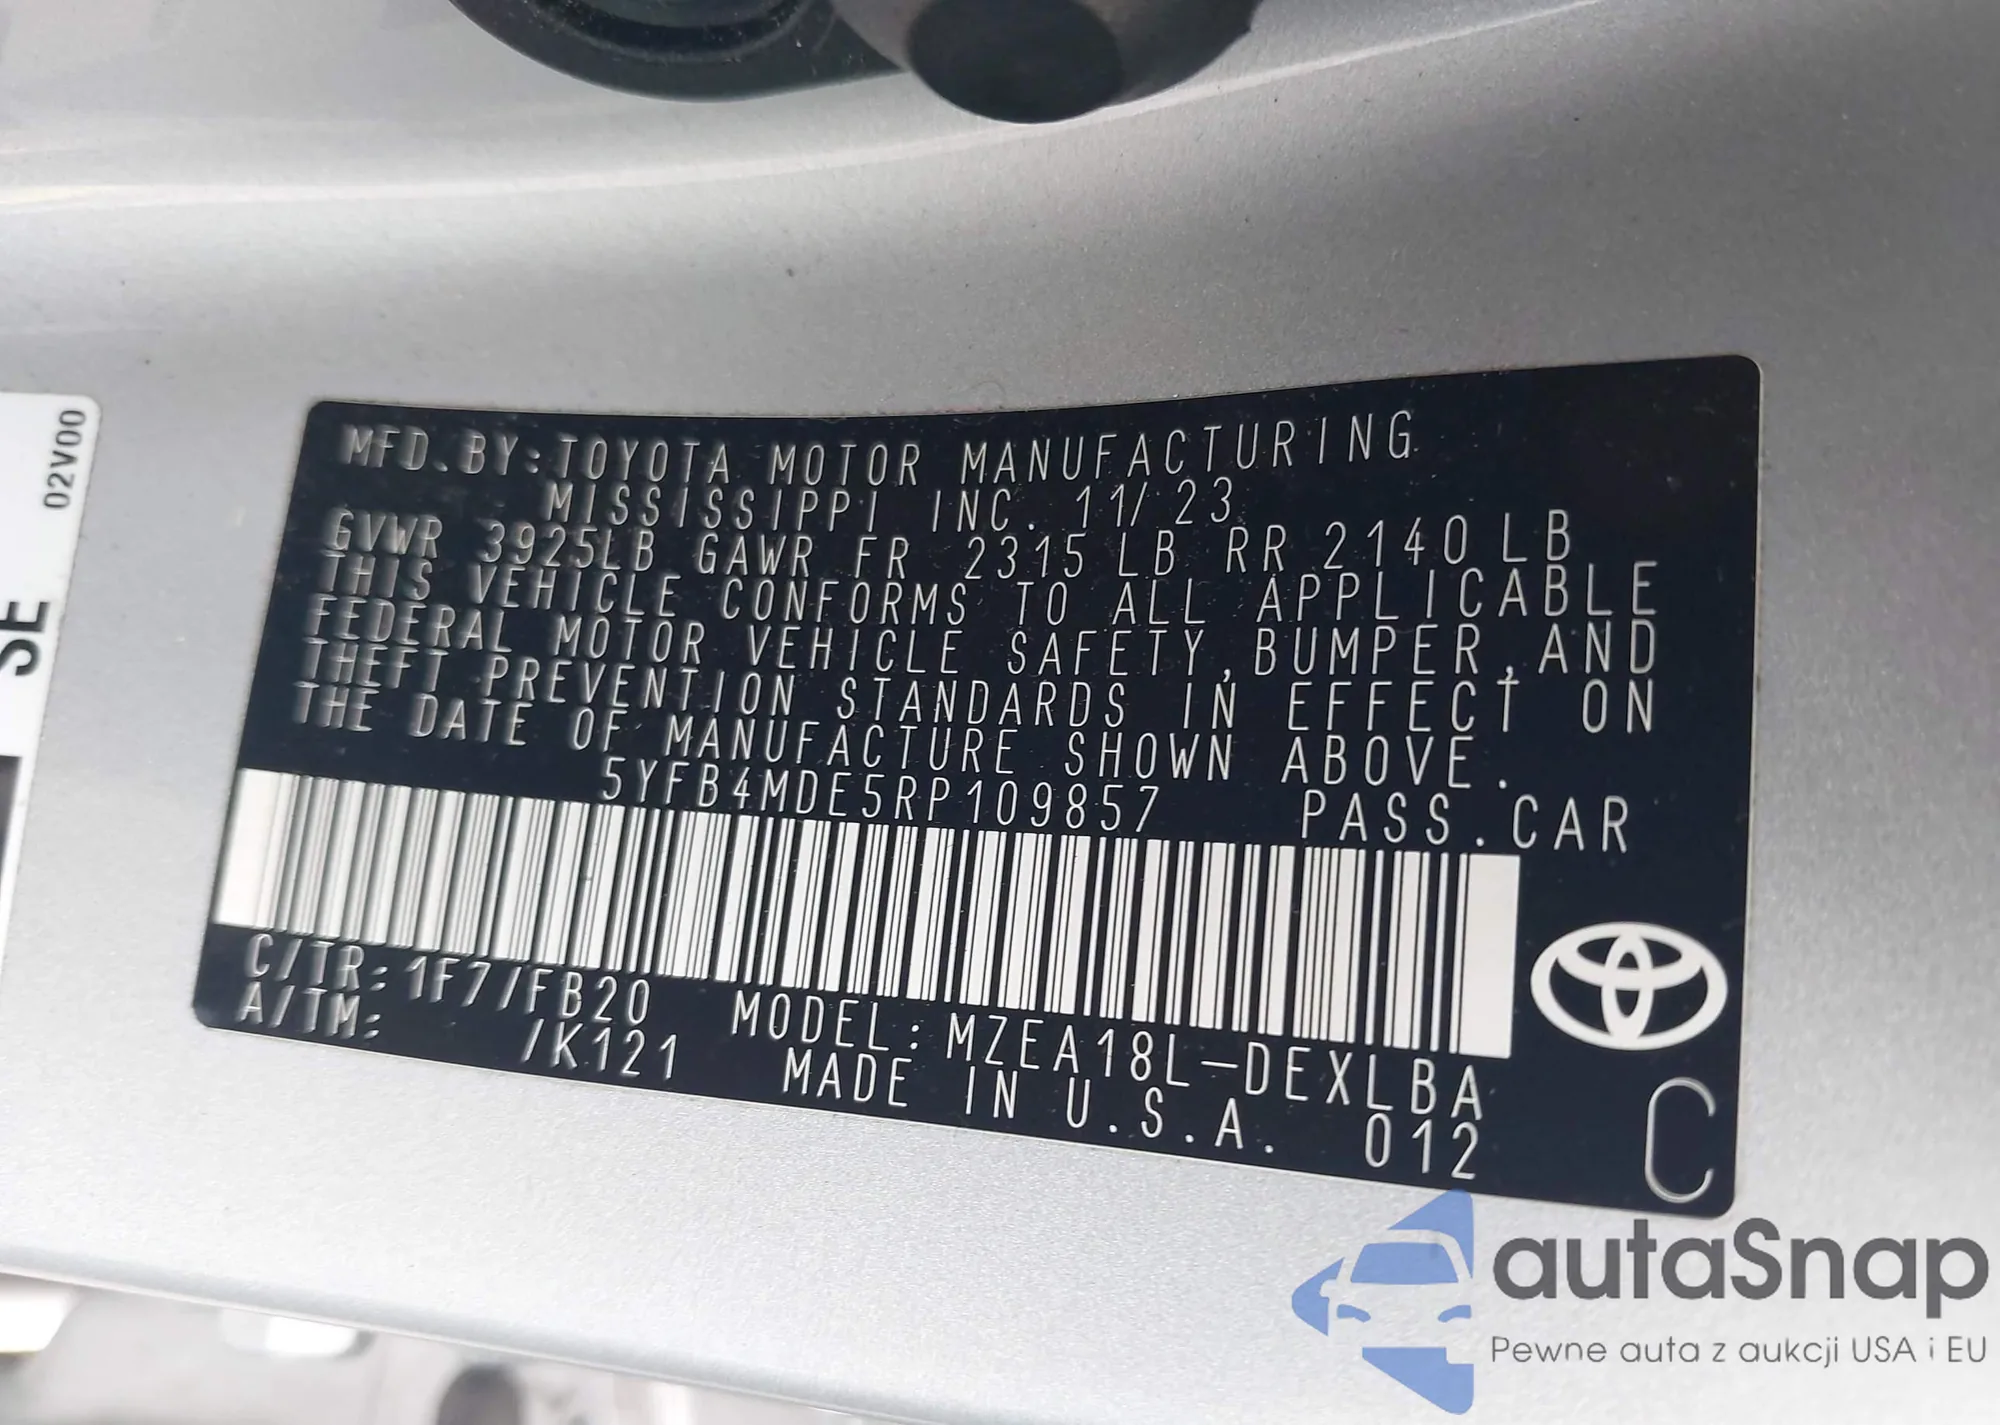 02V00
SE
MFD.BY:TOYOTA MOTOR MANUFACTURING
MISSISSIPPI INC. 11/23
GVWR 3925LB GAWR FR 2315 LB RR 2140LB
THIS VEHICLE CONFORMS TO ALL APPLICABLE
FEDERAL MOTOR VEHICLE SAFETY,BUMPER,AND
THEFT PREVENTION STANDARDS IN EFFECT ON
THE DATE OF MANUFACTURE SHOWN ABOVE.
5YFB4MDE5RP109857 PASS.CAR
C/TR:1F7/FB20 MODEL:MZEA18L-DEXLBA
A/TM: /K121 MADE IN U.S.A. 012
C
autaSnap
Pewne auta z aukcji USA i EU